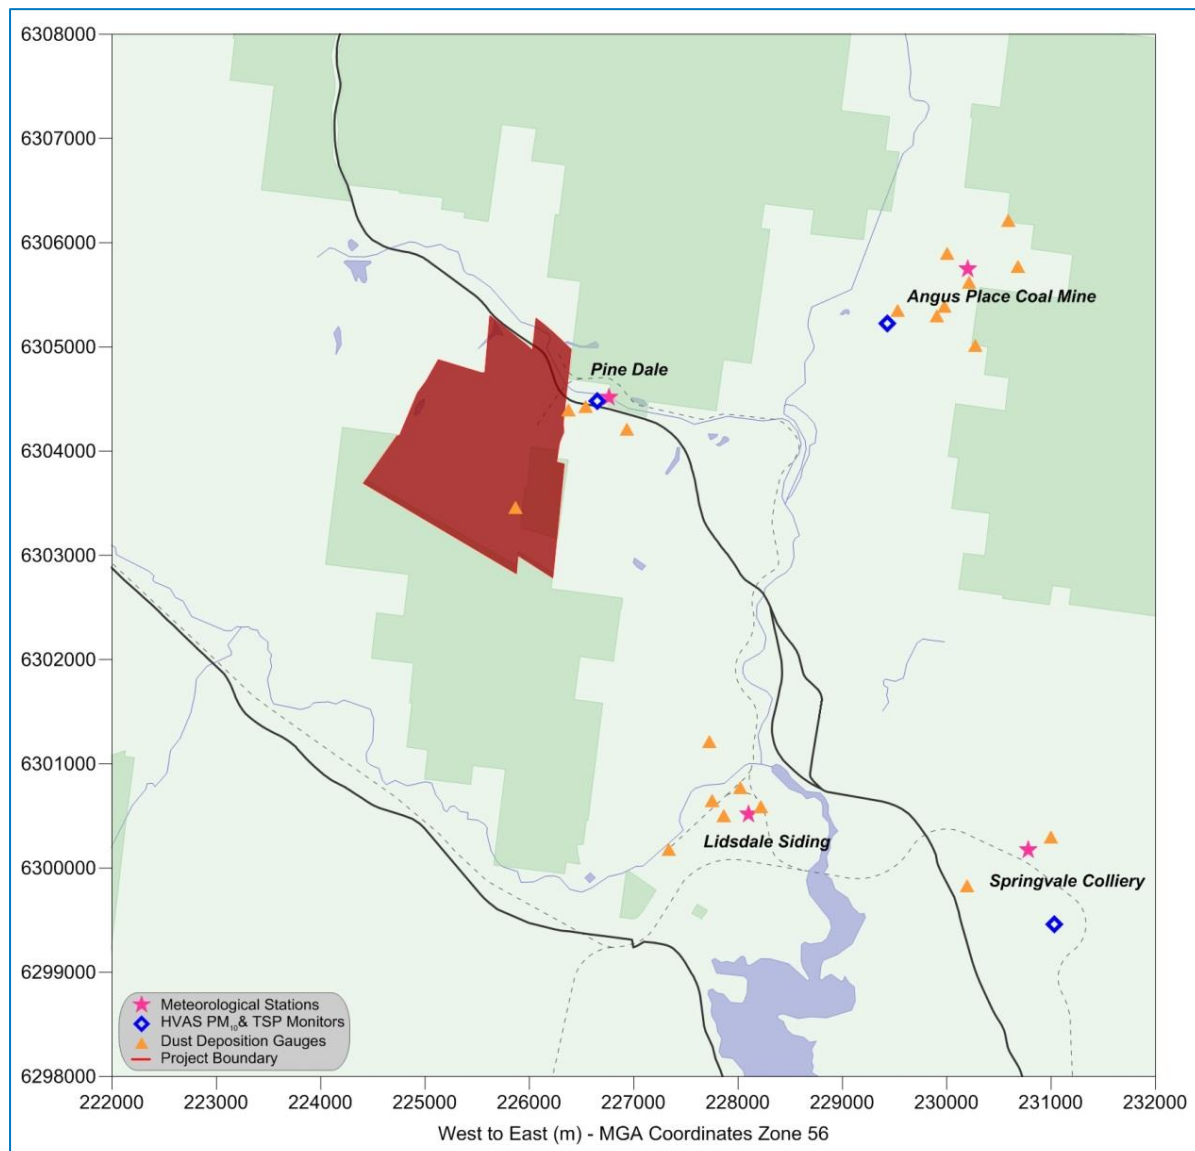 6308000
6307000
6306000
Angus Place Coal Mine
6305000
Pine Dale
6304000
6303000
6302000
6301000
Lidsdale Siding
6300000
Springvale Colliery
6299000
Meteorological Stations
HVAS PM₁₀& TSP Monitors
Dust Deposition Gauges
Project Boundary
6298000
222000 223000 224000 225000 226000 227000 228000 229000 230000 231000 232000
West to East (m) - MGA Coordinates Zone 56